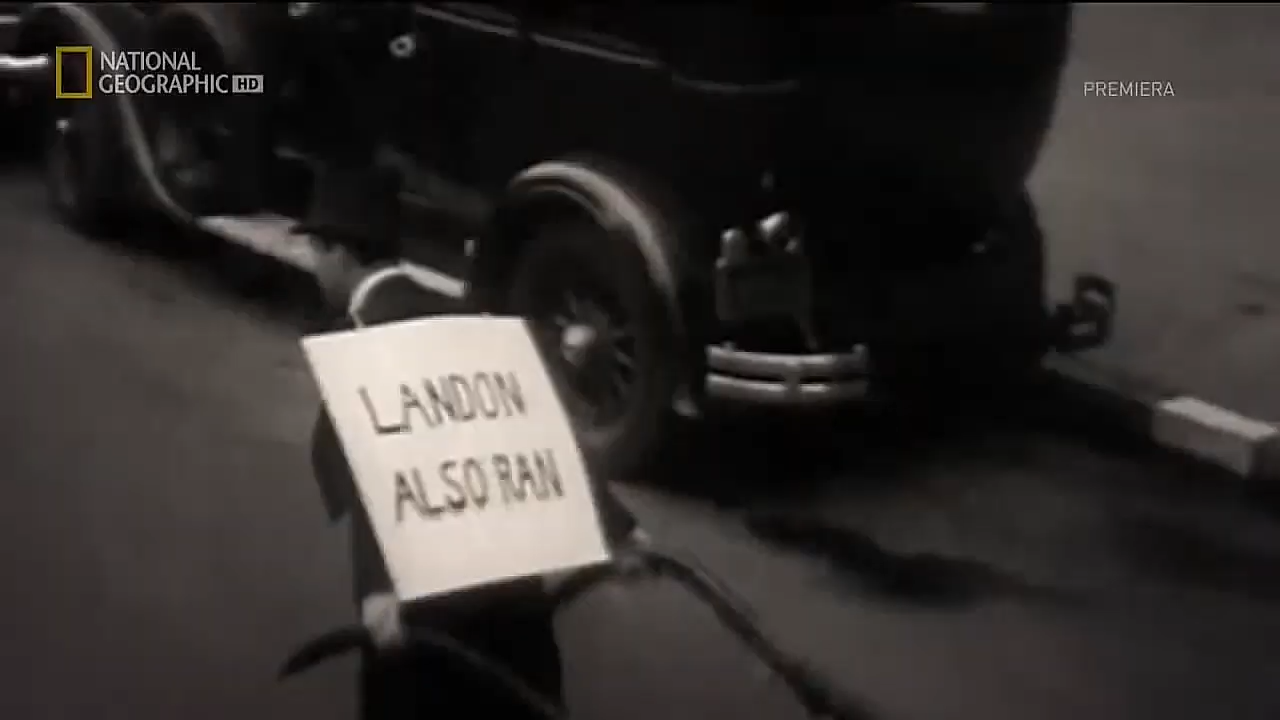 NATIONAL
GEOGRAPHIC HD
PREMIERA
LANDON
ALSO RAN